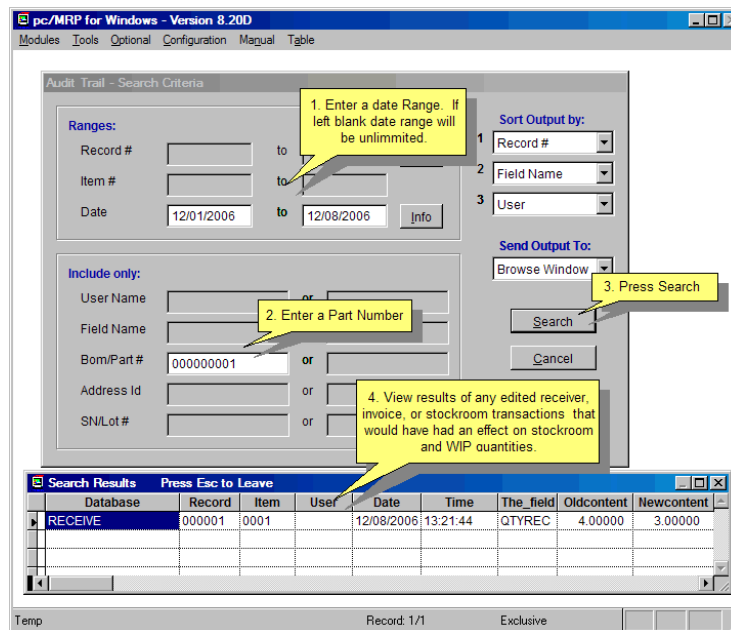 pc/MRP for Windows - Version 8.20D
Modules Tools Optional Configuration Manual Table
Audit Trail - Search Criteria
Ranges:
Record # to
Item # to
Date 12/01/2006 to 12/08/2006 Info
1. Enter a date Range. If
left blank date range will
be unlimmited.
Sort Output by:
1 Record #
2 Field Name
3 User
Send Output To:
Browse Window
3. Press Search
Search
Cancel
Include only:
User Name or
Field Name
2. Enter a Part Number
Bom/Part # 000000001 or
Address Id or
SN/Lot # or
4. View results of any edited receiver,
invoice, or stockroom transactions that
would have had an effect on stockroom
and WIP quantities.
Search Results Press Esc to Leave
Database Record Item User Date Time The_field Oldcontent Newcontent
RECEIVE 000001 0001 12/08/2006 13:21:44 QTYREC 4.00000 3.00000
Temp Record: 1/1 Exclusive